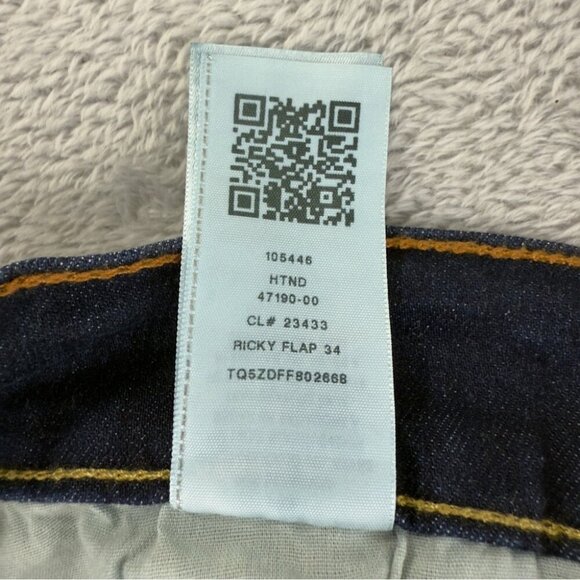 105446
HTND
47190-00
CL# 23433
RICKY FLAP 34
TQ5ZDFF802668